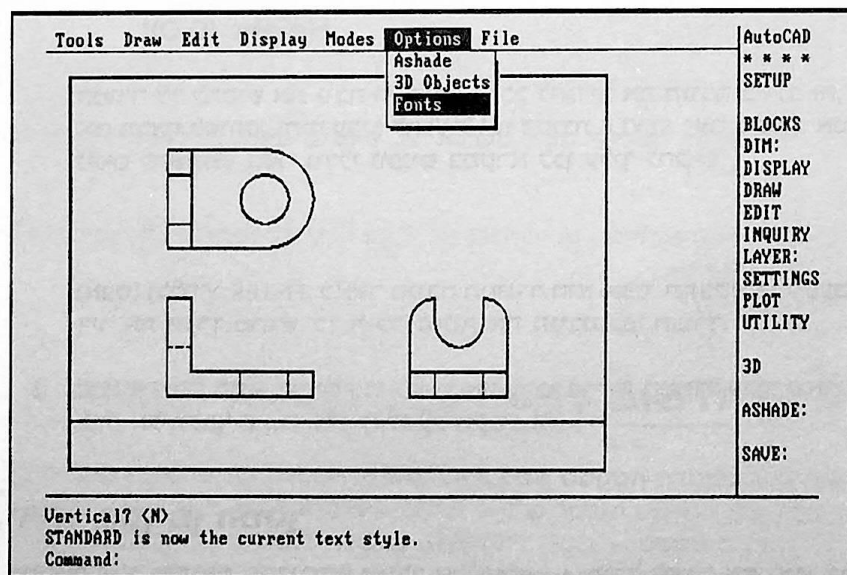 Tools Draw Edit Display Modes Options File
Ashade
3D Objects
Fonts
AutoCAD
* * * *
SETUP
BLOCKS
DIM:
DISPLAY
DRAW
EDIT
INQUIRY
LAYER:
SETTINGS
PLOT
UTILITY
3D
ASHADE:
SAVE:
Vertical? <N>
STANDARD is now the current text style.
Command: